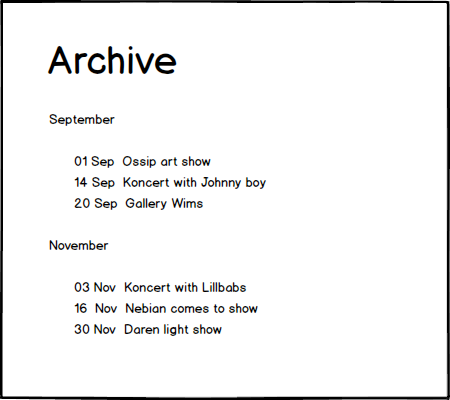 Archive
September
01 Sep Ossip art show
14 Sep Koncert with Johnny boy
20 Sep Gallery Wims
November
03 Nov Koncert with Lillbabs
16 Nov Nebian comes to show
30 Nov Daren light show